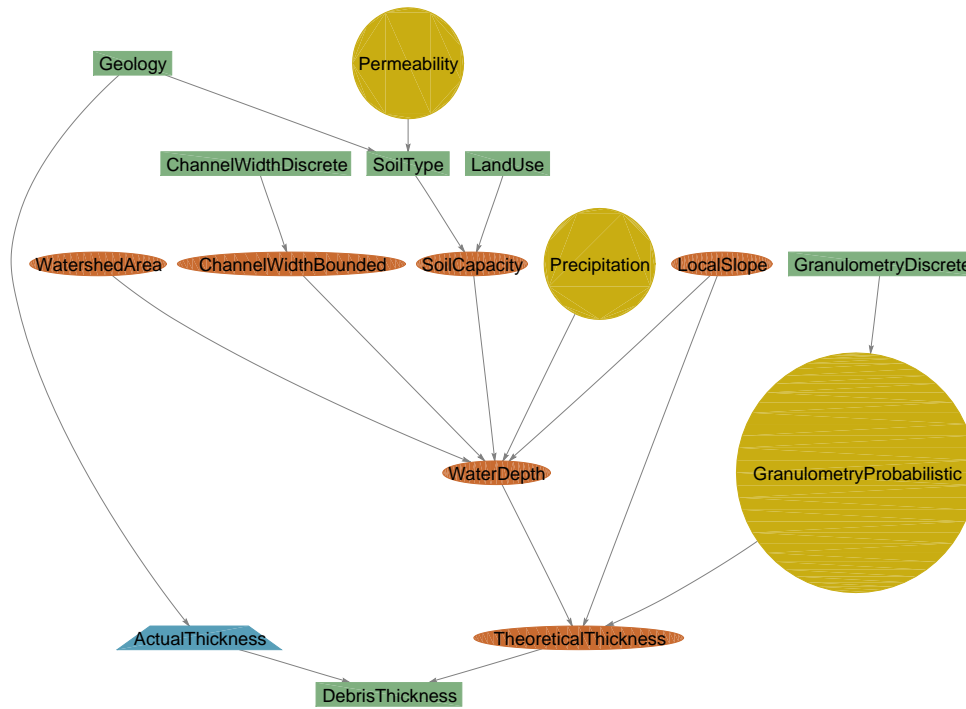 Geology
Permeability
ChannelWidthDiscrete
SoilType
LandUse
WatershedArea
ChannelWidthBounded
SoilCapacity
Precipitation
LocalSlope
GranulometryDiscrete
WaterDepth
GranulometryProbabilistic
ActualThickness
TheoreticalThickness
DebrisThickness